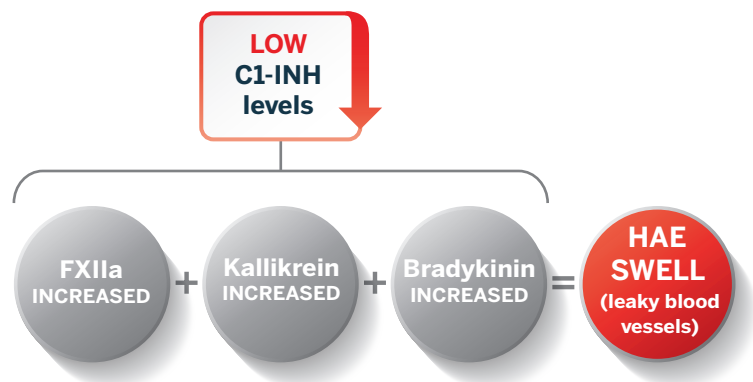 LOW
C1-INH
levels
FXIIa
INCREASED
+
Kallikrein
INCREASED
+
Bradykinin
INCREASED
=
HAE
SWELL
(leaky blood
vessels)